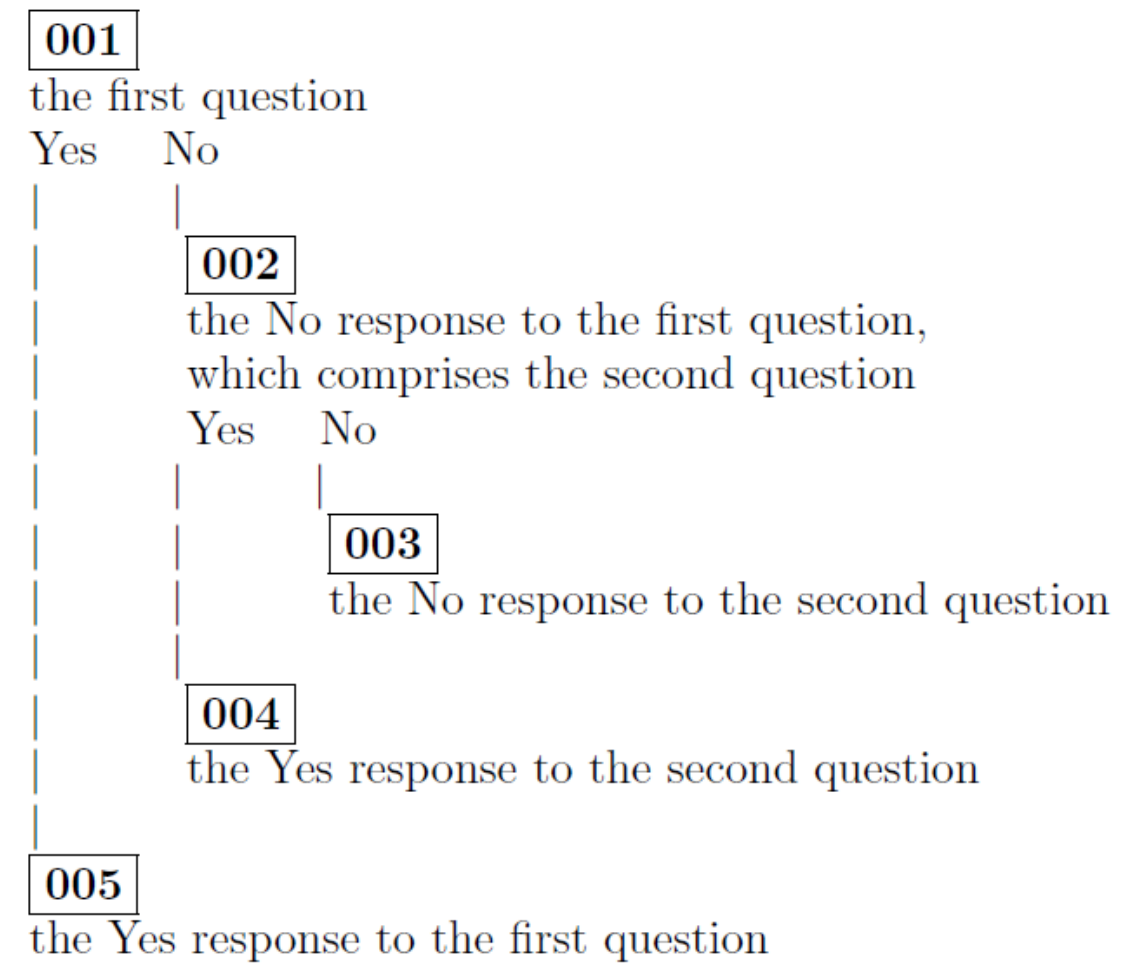 001
the first question
Yes No
002
the No response to the first question,
which comprises the second question
Yes No
003
the No response to the second question
004
the Yes response to the second question
005
the Yes response to the first question